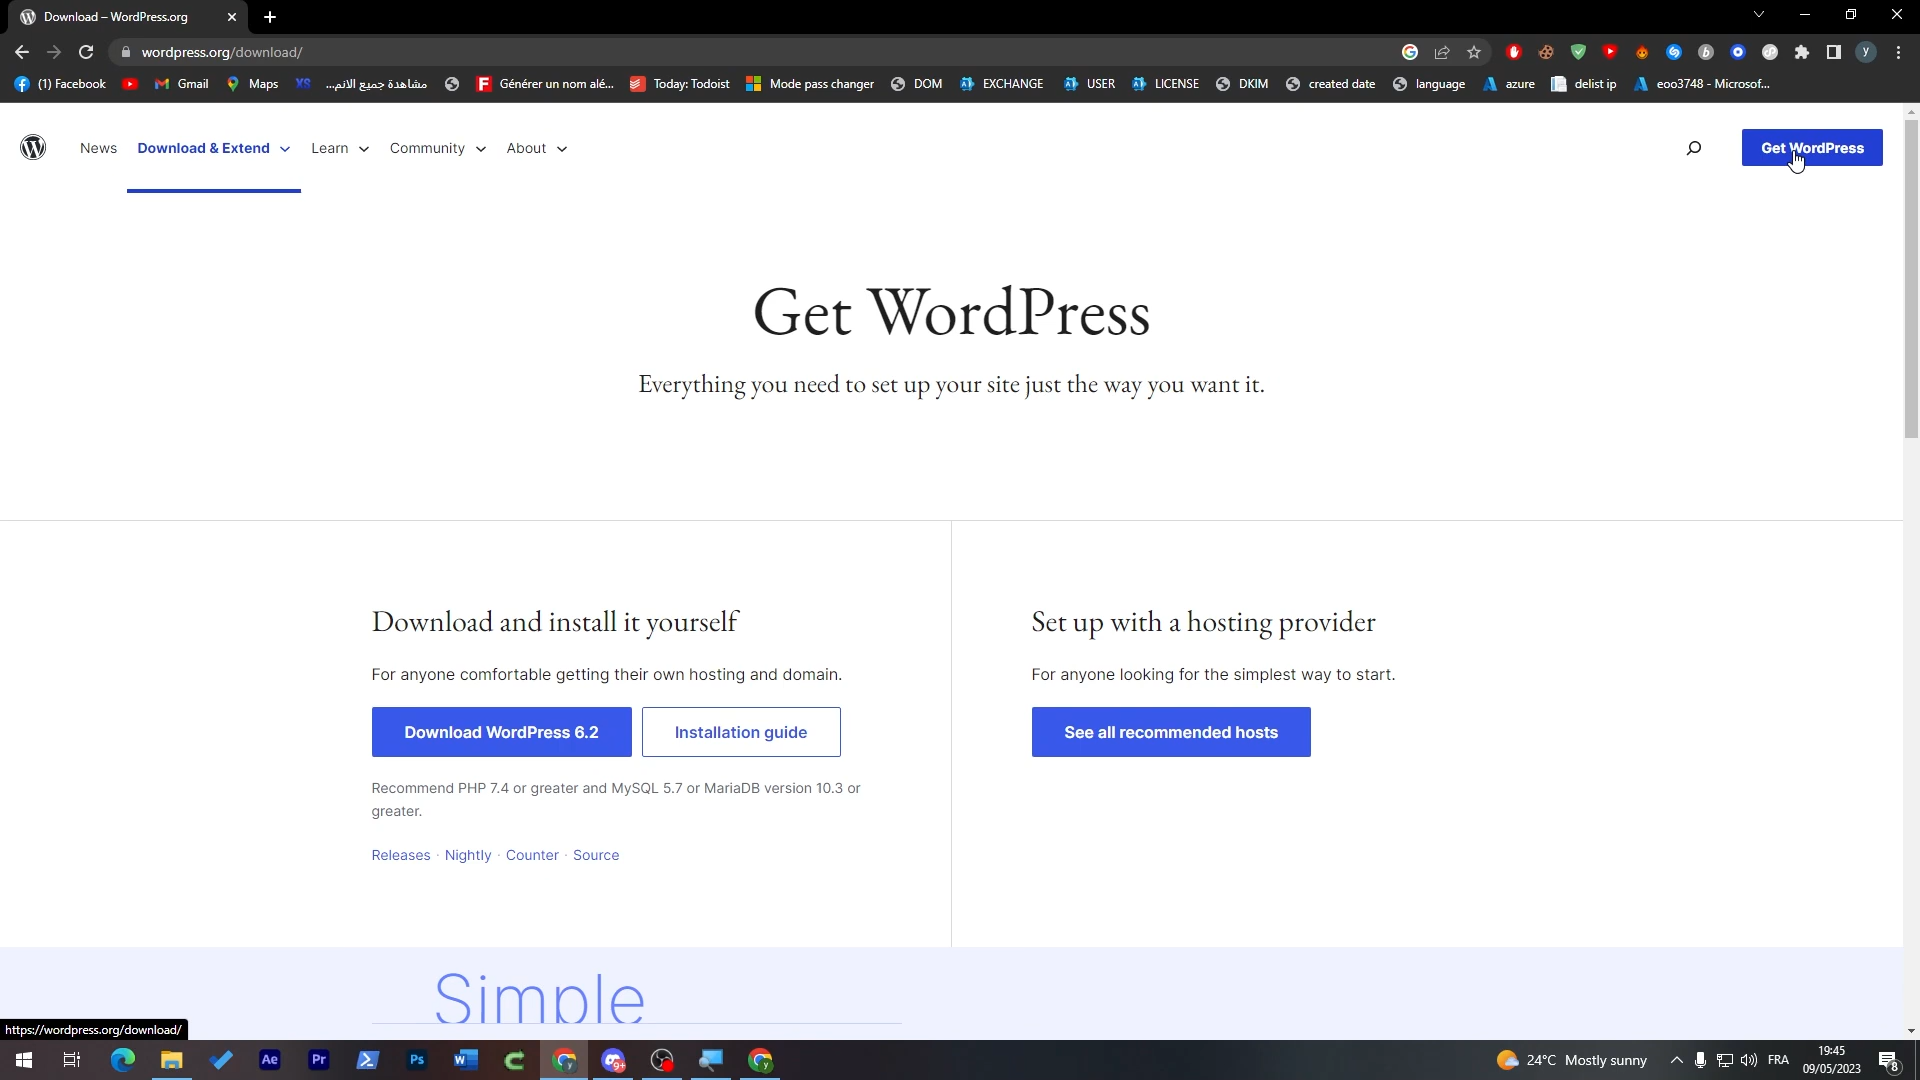 Download – WordPress.org
wordpress.org/download/
(1) Facebook
Gmail
Maps
XS
مشاهدة جميع الانم...
Générer un nom alé...
Today: Todoist
Mode pass changer
DOM
EXCHANGE
USER
LICENSE
DKIM
created date
language
azure
delist ip
eoo3748 - Microsof...
News
Download & Extend
Learn
Community
About
Get WordPress
Get WordPress
Everything you need to set up your site just the way you want it.
Download and install it yourself
For anyone comfortable getting their own hosting and domain.
Download WordPress 6.2
Installation guide
Recommend PHP 7.4 or greater and MySQL 5.7 or MariaDB version 10.3 or
greater.
Releases · Nightly · Counter · Source
Set up with a hosting provider
For anyone looking for the simplest way to start.
See all recommended hosts
Simple
https://wordpress.org/download/
Ae
Pr
Ps
24°C Mostly sunny
FRA
19:45
09/05/2023
8